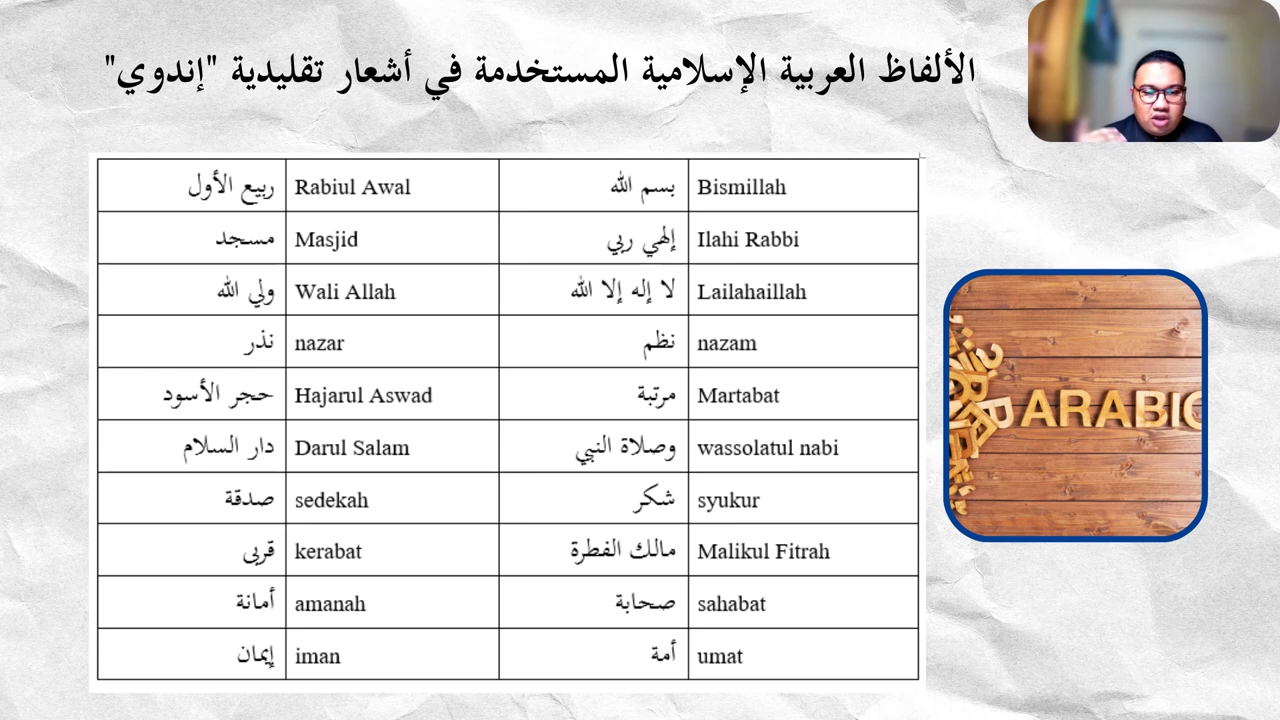 الألفاظ العربية الإسلامية المستخدمة في أشعار تقليدية "إندوي"
Bismillah بسم الله Rabiul Awal ربيع الأول
Ilahi Rabbi إلهي ربي Masjid مسجد
Lailahaillah لا إله إلا الله Wali Allah ولي الله
nazam نظم nazar نذر
Martabat مرتبة Hajarul Aswad حجر الأسود
wassolatul nabi وصلاة النبي Darul Salam دار السلام
syukur شكر sedekah صدقة
Malikul Fitrah مالك الفطرة kerabat قربى
sahabat صحابة amanah أمانة
umat أمة iman إيمان
ARABIC